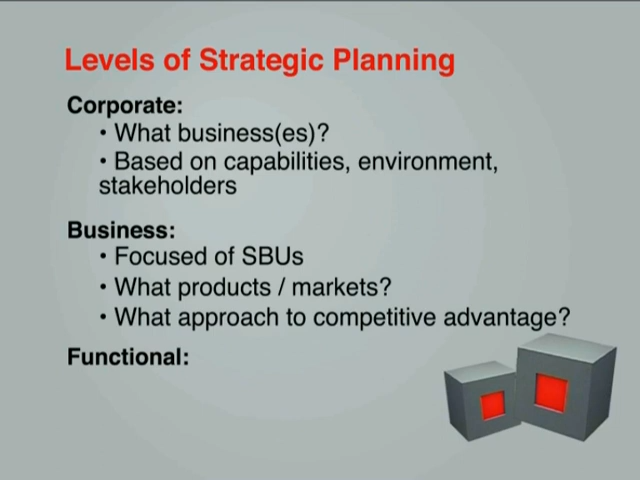 Levels of Strategic Planning
Corporate:
• What business(es)?
• Based on capabilities, environment,
stakeholders
Business:
• Focused of SBUs
• What products / markets?
• What approach to competitive advantage?
Functional: